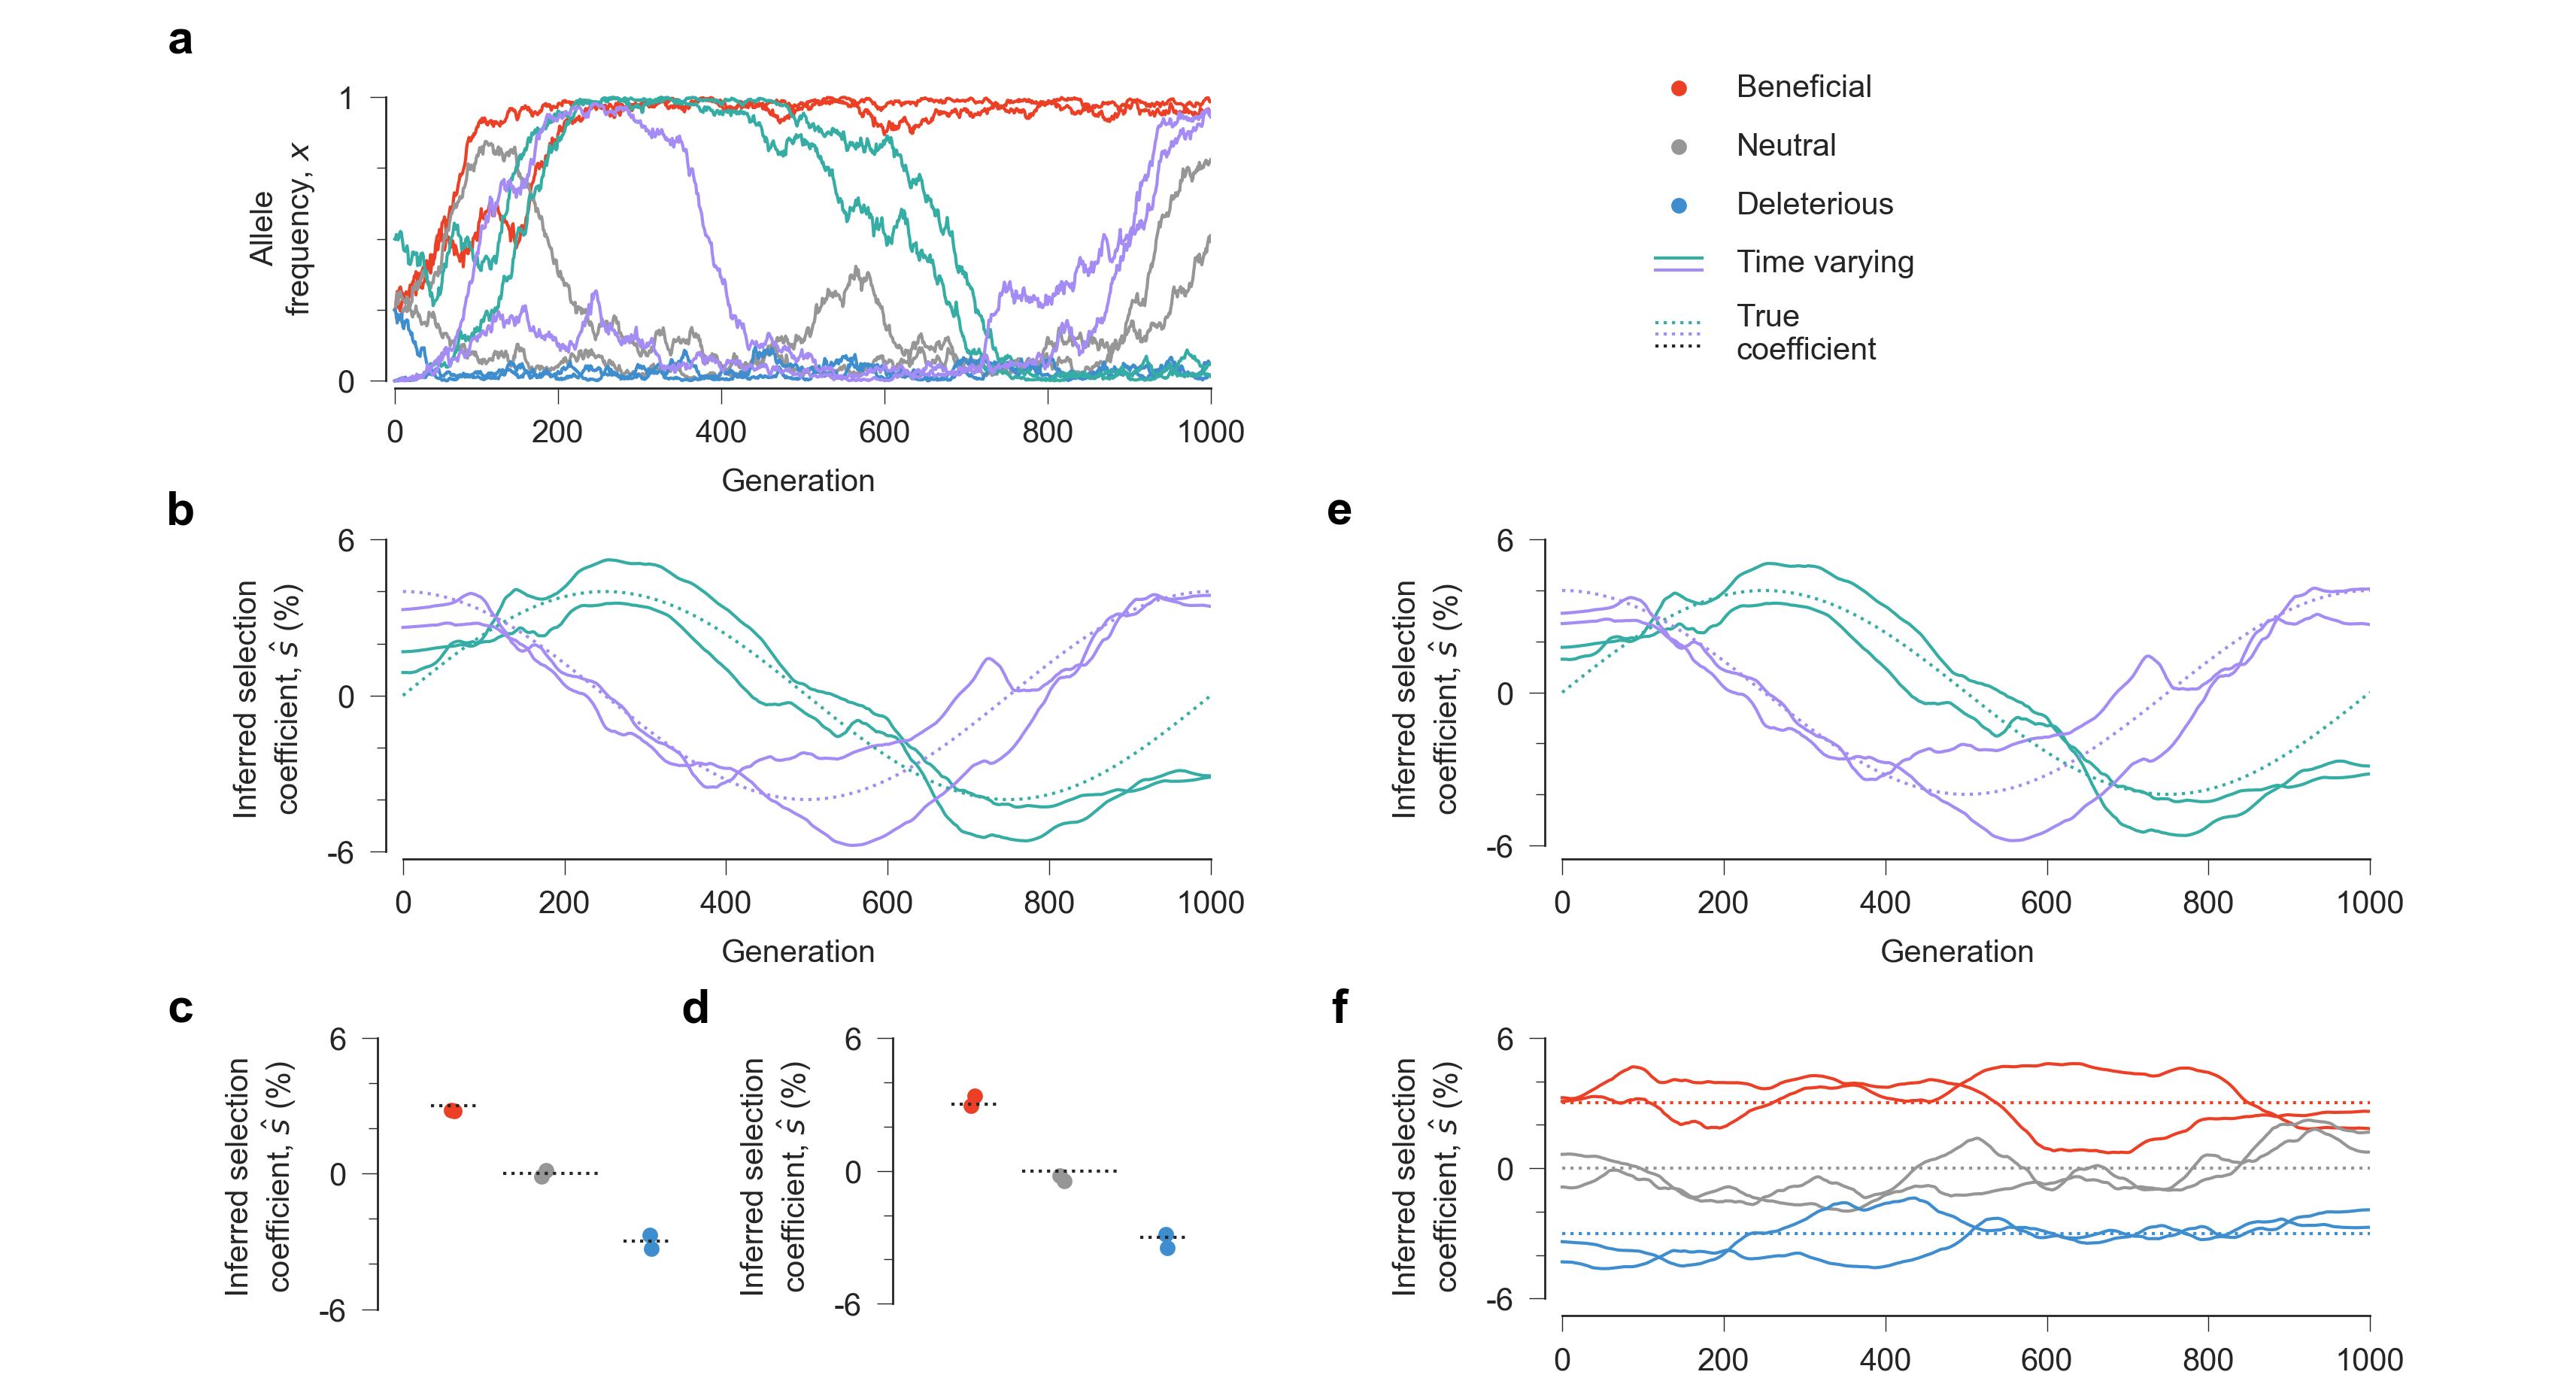 a
1
0
Allele
frequency, x
0 200 400 600 800 1000
Generation
Beneficial
Neutral
Deleterious
Time varying
True
coefficient
b
6
0
-6
Inferred selection
coefficient, ŝ (%)
0 200 400 600 800 1000
Generation
e
6
0
-6
Inferred selection
coefficient, ŝ (%)
0 200 400 600 800 1000
Generation
c
6
0
-6
Inferred selection
coefficient, ŝ (%)
d
6
0
-6
Inferred selection
coefficient, ŝ (%)
f
6
0
-6
Inferred selection
coefficient, ŝ (%)
0 200 400 600 800 1000